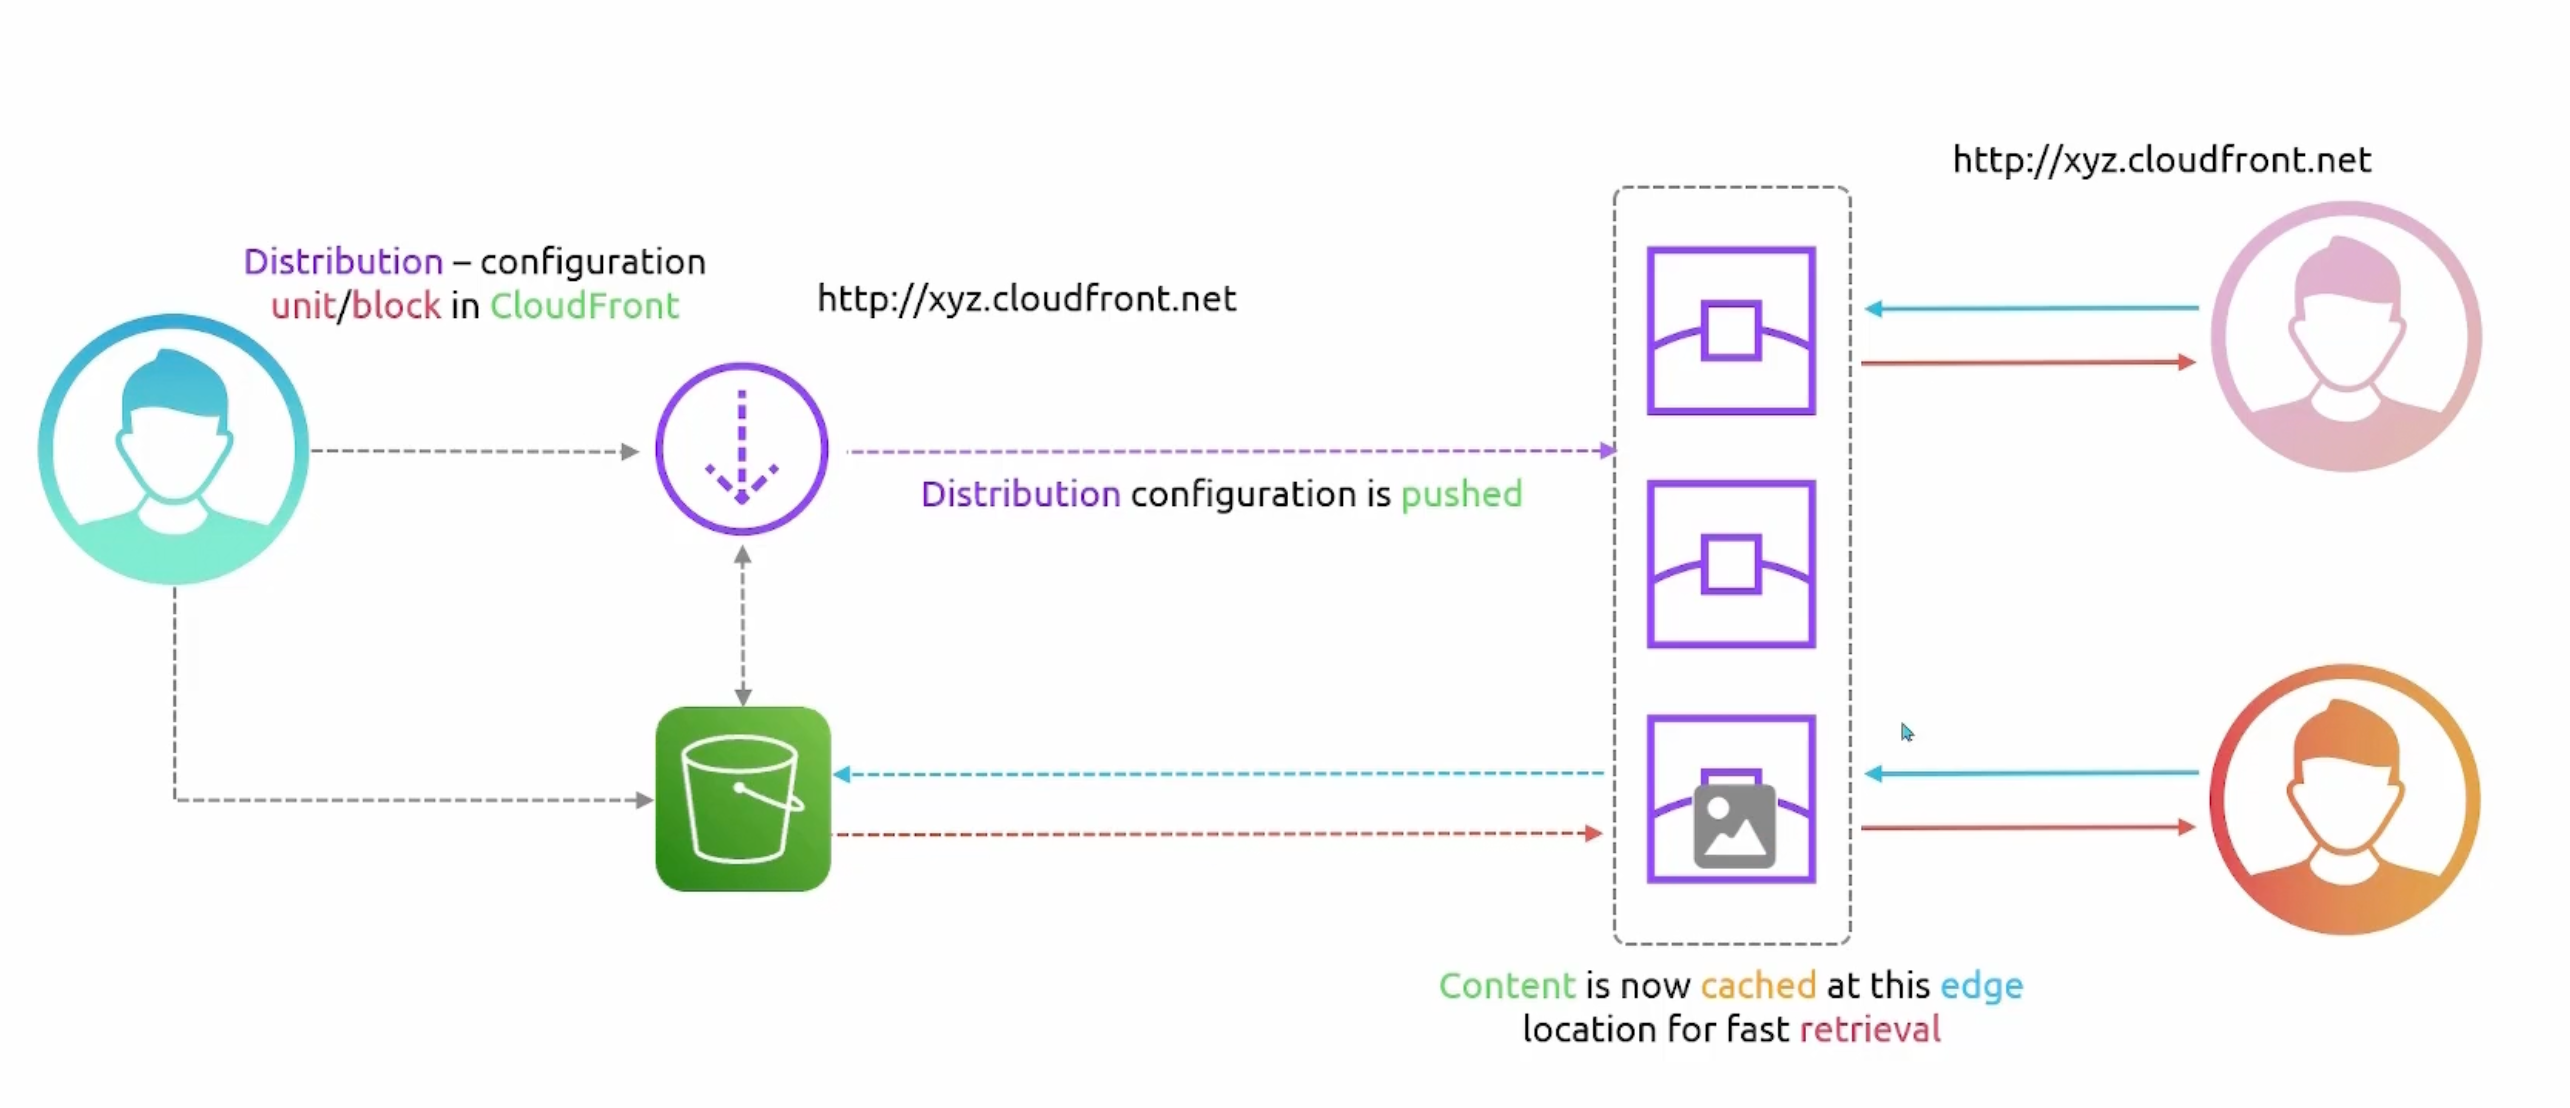 http://xyz.cloudfront.net
Distribution – configuration
unit/block in CloudFront
http://xyz.cloudfront.net
Distribution configuration is pushed
Content is now cached at this edge
location for fast retrieval